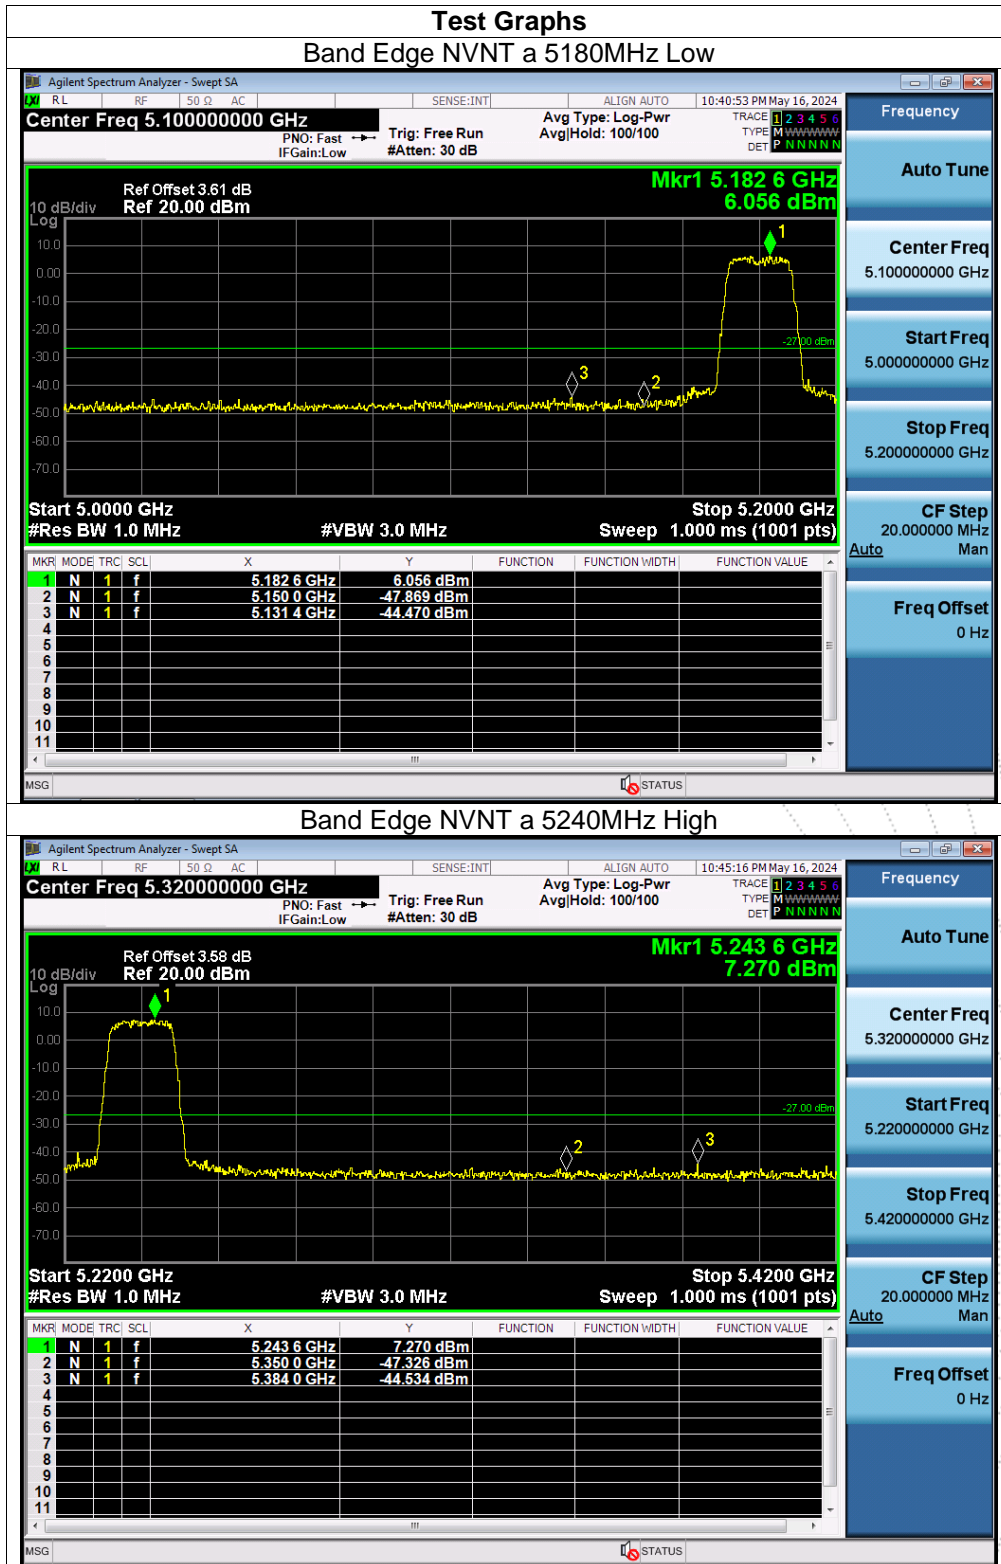 Test Graphs
Band Edge NVNT a 5180MHz Low
Agilent Spectrum Analyzer - Swept SA
LXI RL RF 50 Ω AC SENSE:INT ALIGN AUTO 10:40:53 PM May 16, 2024
Center Freq 5.100000000 GHz
PNO: Fast
IFGain:Low
Trig: Free Run
#Atten: 30 dB
Avg Type: Log-Pwr
Avg|Hold: 100/100
TRACE 1 2 3 4 5 6
TYPE M WWWWW
DET P N N N N N
Frequency
Auto Tune
Center Freq
5.100000000 GHz
Start Freq
5.000000000 GHz
Stop Freq
5.200000000 GHz
CF Step
20.000000 MHz
Auto Man
Freq Offset
0 Hz
Mkr1 5.182 6 GHz
6.056 dBm
Ref Offset 3.61 dB
10 dB/div Ref 20.00 dBm
Log
10.0
0.00
-10.0
-20.0
-30.0
-40.0
-50.0
-60.0
-70.0
1
-27.00 dBm
3
2
Start 5.0000 GHz Stop 5.2000 GHz
#Res BW 1.0 MHz #VBW 3.0 MHz Sweep 1.000 ms (1001 pts)
MKR MODE TRC SCL X Y FUNCTION FUNCTION WIDTH FUNCTION VALUE
1 N 1 f 5.182 6 GHz 6.056 dBm
2 N 1 f 5.150 0 GHz -47.869 dBm
3 N 1 f 5.131 4 GHz -44.470 dBm
4
5
6
7
8
9
10
11
MSG STATUS
Band Edge NVNT a 5240MHz High
Agilent Spectrum Analyzer - Swept SA
LXI RL RF 50 Ω AC SENSE:INT ALIGN AUTO 10:45:16 PM May 16, 2024
Center Freq 5.320000000 GHz
PNO: Fast
IFGain:Low
Trig: Free Run
#Atten: 30 dB
Avg Type: Log-Pwr
Avg|Hold: 100/100
TRACE 1 2 3 4 5 6
TYPE M WWWWW
DET P N N N N N
Frequency
Auto Tune
Center Freq
5.320000000 GHz
Start Freq
5.220000000 GHz
Stop Freq
5.420000000 GHz
CF Step
20.000000 MHz
Auto Man
Freq Offset
0 Hz
Mkr1 5.243 6 GHz
7.270 dBm
Ref Offset 3.58 dB
10 dB/div Ref 20.00 dBm
Log
10.0
0.00
-10.0
-20.0
-30.0
-40.0
-50.0
-60.0
-70.0
1
-27.00 dBm
2
3
Start 5.2200 GHz Stop 5.4200 GHz
#Res BW 1.0 MHz #VBW 3.0 MHz Sweep 1.000 ms (1001 pts)
MKR MODE TRC SCL X Y FUNCTION FUNCTION WIDTH FUNCTION VALUE
1 N 1 f 5.243 6 GHz 7.270 dBm
2 N 1 f 5.350 0 GHz -47.326 dBm
3 N 1 f 5.384 0 GHz -44.534 dBm
4
5
6
7
8
9
10
11
MSG STATUS